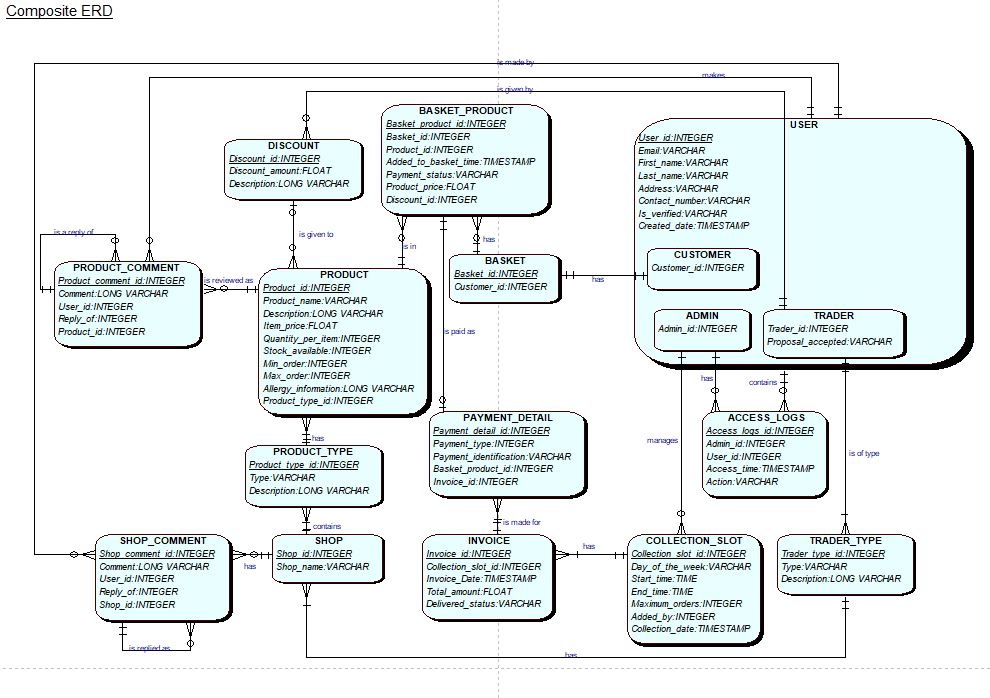 Composite ERD
is made by
makes
is given by
BASKET_PRODUCT
Basket_product_id:INTEGER
Basket_id:INTEGER
Product_id:INTEGER
Added_to_basket_time:TIMESTAMP
Payment_status:VARCHAR
Product_price:FLOAT
Discount_id:INTEGER
USER
User_id:INTEGER
Email:VARCHAR
First_name:VARCHAR
Last_name:VARCHAR
Address:VARCHAR
Contact_number:VARCHAR
Is_verified:VARCHAR
Created_date:TIMESTAMP
DISCOUNT
Discount_id:INTEGER
Discount_amount:FLOAT
Description:LONG VARCHAR
is a reply of
is given to
is in
has
BASKET
Basket_id:INTEGER
Customer_id:INTEGER
has
CUSTOMER
Customer_id:INTEGER
PRODUCT_COMMENT
Product_comment_id:INTEGER
Comment:LONG VARCHAR
User_id:INTEGER
Reply_of:INTEGER
Product_id:INTEGER
is reviewed as
PRODUCT
Product_id:INTEGER
Product_name:VARCHAR
Description:LONG VARCHAR
Item_price:FLOAT
Quantity_per_item:INTEGER
Stock_available:INTEGER
Min_order:INTEGER
Max_order:INTEGER
Allergy_information:LONG VARCHAR
Product_type_id:INTEGER
is paid as
ADMIN
Admin_id:INTEGER
TRADER
Trader_id:INTEGER
Proposal_accepted:VARCHAR
has
contains
has
PRODUCT_TYPE
Product_type_id:INTEGER
Type:VARCHAR
Description:LONG VARCHAR
PAYMENT_DETAIL
Payment_detail_id:INTEGER
Payment_type:INTEGER
Payment_identification:VARCHAR
Basket_product_id:INTEGER
Invoice_id:INTEGER
manages
ACCESS_LOGS
Access_logs_id:INTEGER
Admin_id:INTEGER
User_id:INTEGER
Access_time:TIMESTAMP
Action:VARCHAR
is of type
contains
is made for
SHOP_COMMENT
Shop_comment_id:INTEGER
Comment:LONG VARCHAR
User_id:INTEGER
Reply_of:INTEGER
Shop_id:INTEGER
has
SHOP
Shop_id:INTEGER
Shop_name:VARCHAR
INVOICE
Invoice_id:INTEGER
Collection_slot_id:INTEGER
Invoice_Date:TIMESTAMP
Total_amount:FLOAT
Delivered_status:VARCHAR
has
COLLECTION_SLOT
Collection_slot_id:INTEGER
Day_of_the_week:VARCHAR
Start_time:TIME
End_time:TIME
Maximum_orders:INTEGER
Added_by:INTEGER
Collection_date:TIMESTAMP
TRADER_TYPE
Trader_type_id:INTEGER
Type:VARCHAR
Description:LONG VARCHAR
is replied as
has